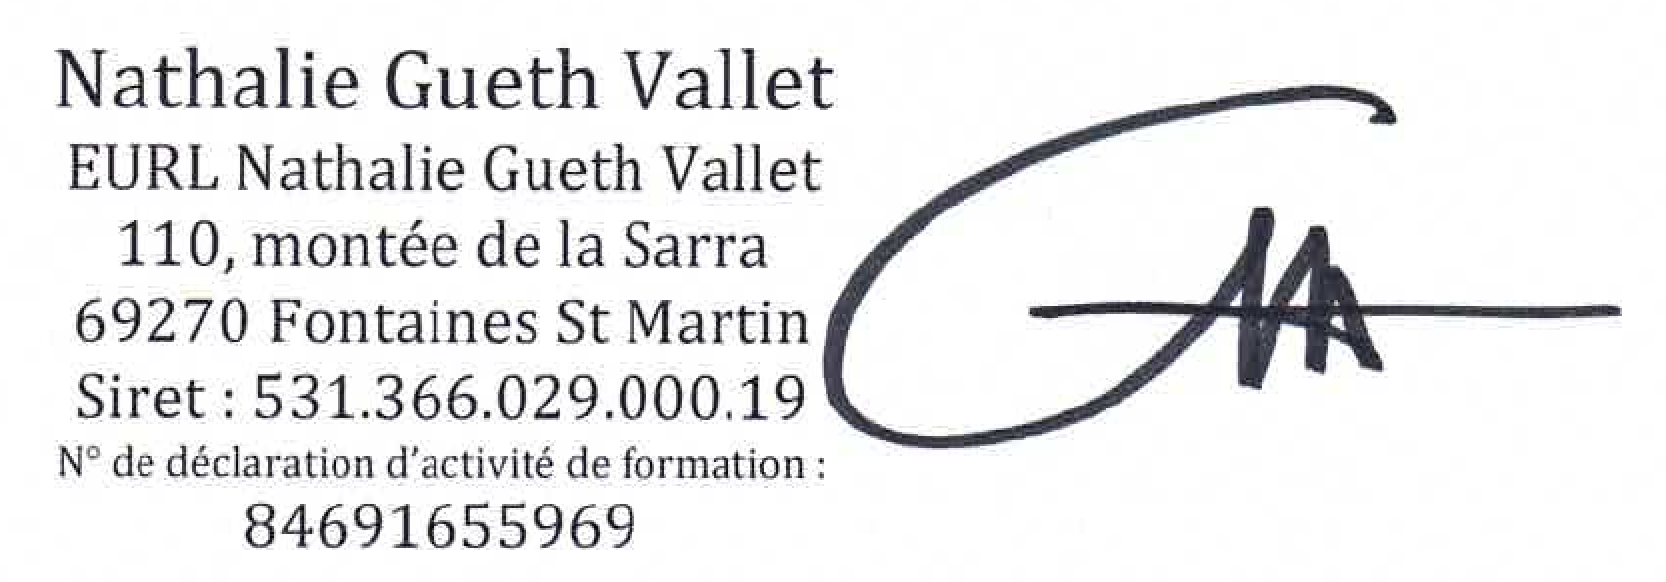 Nathalie Gueth Vallet
EURL Nathalie Gueth Vallet
110, montée de la Sarra
69270 Fontaines St Martin
Siret : 531.366.029.000.19
N° de déclaration d'activité de formation :
84691655969